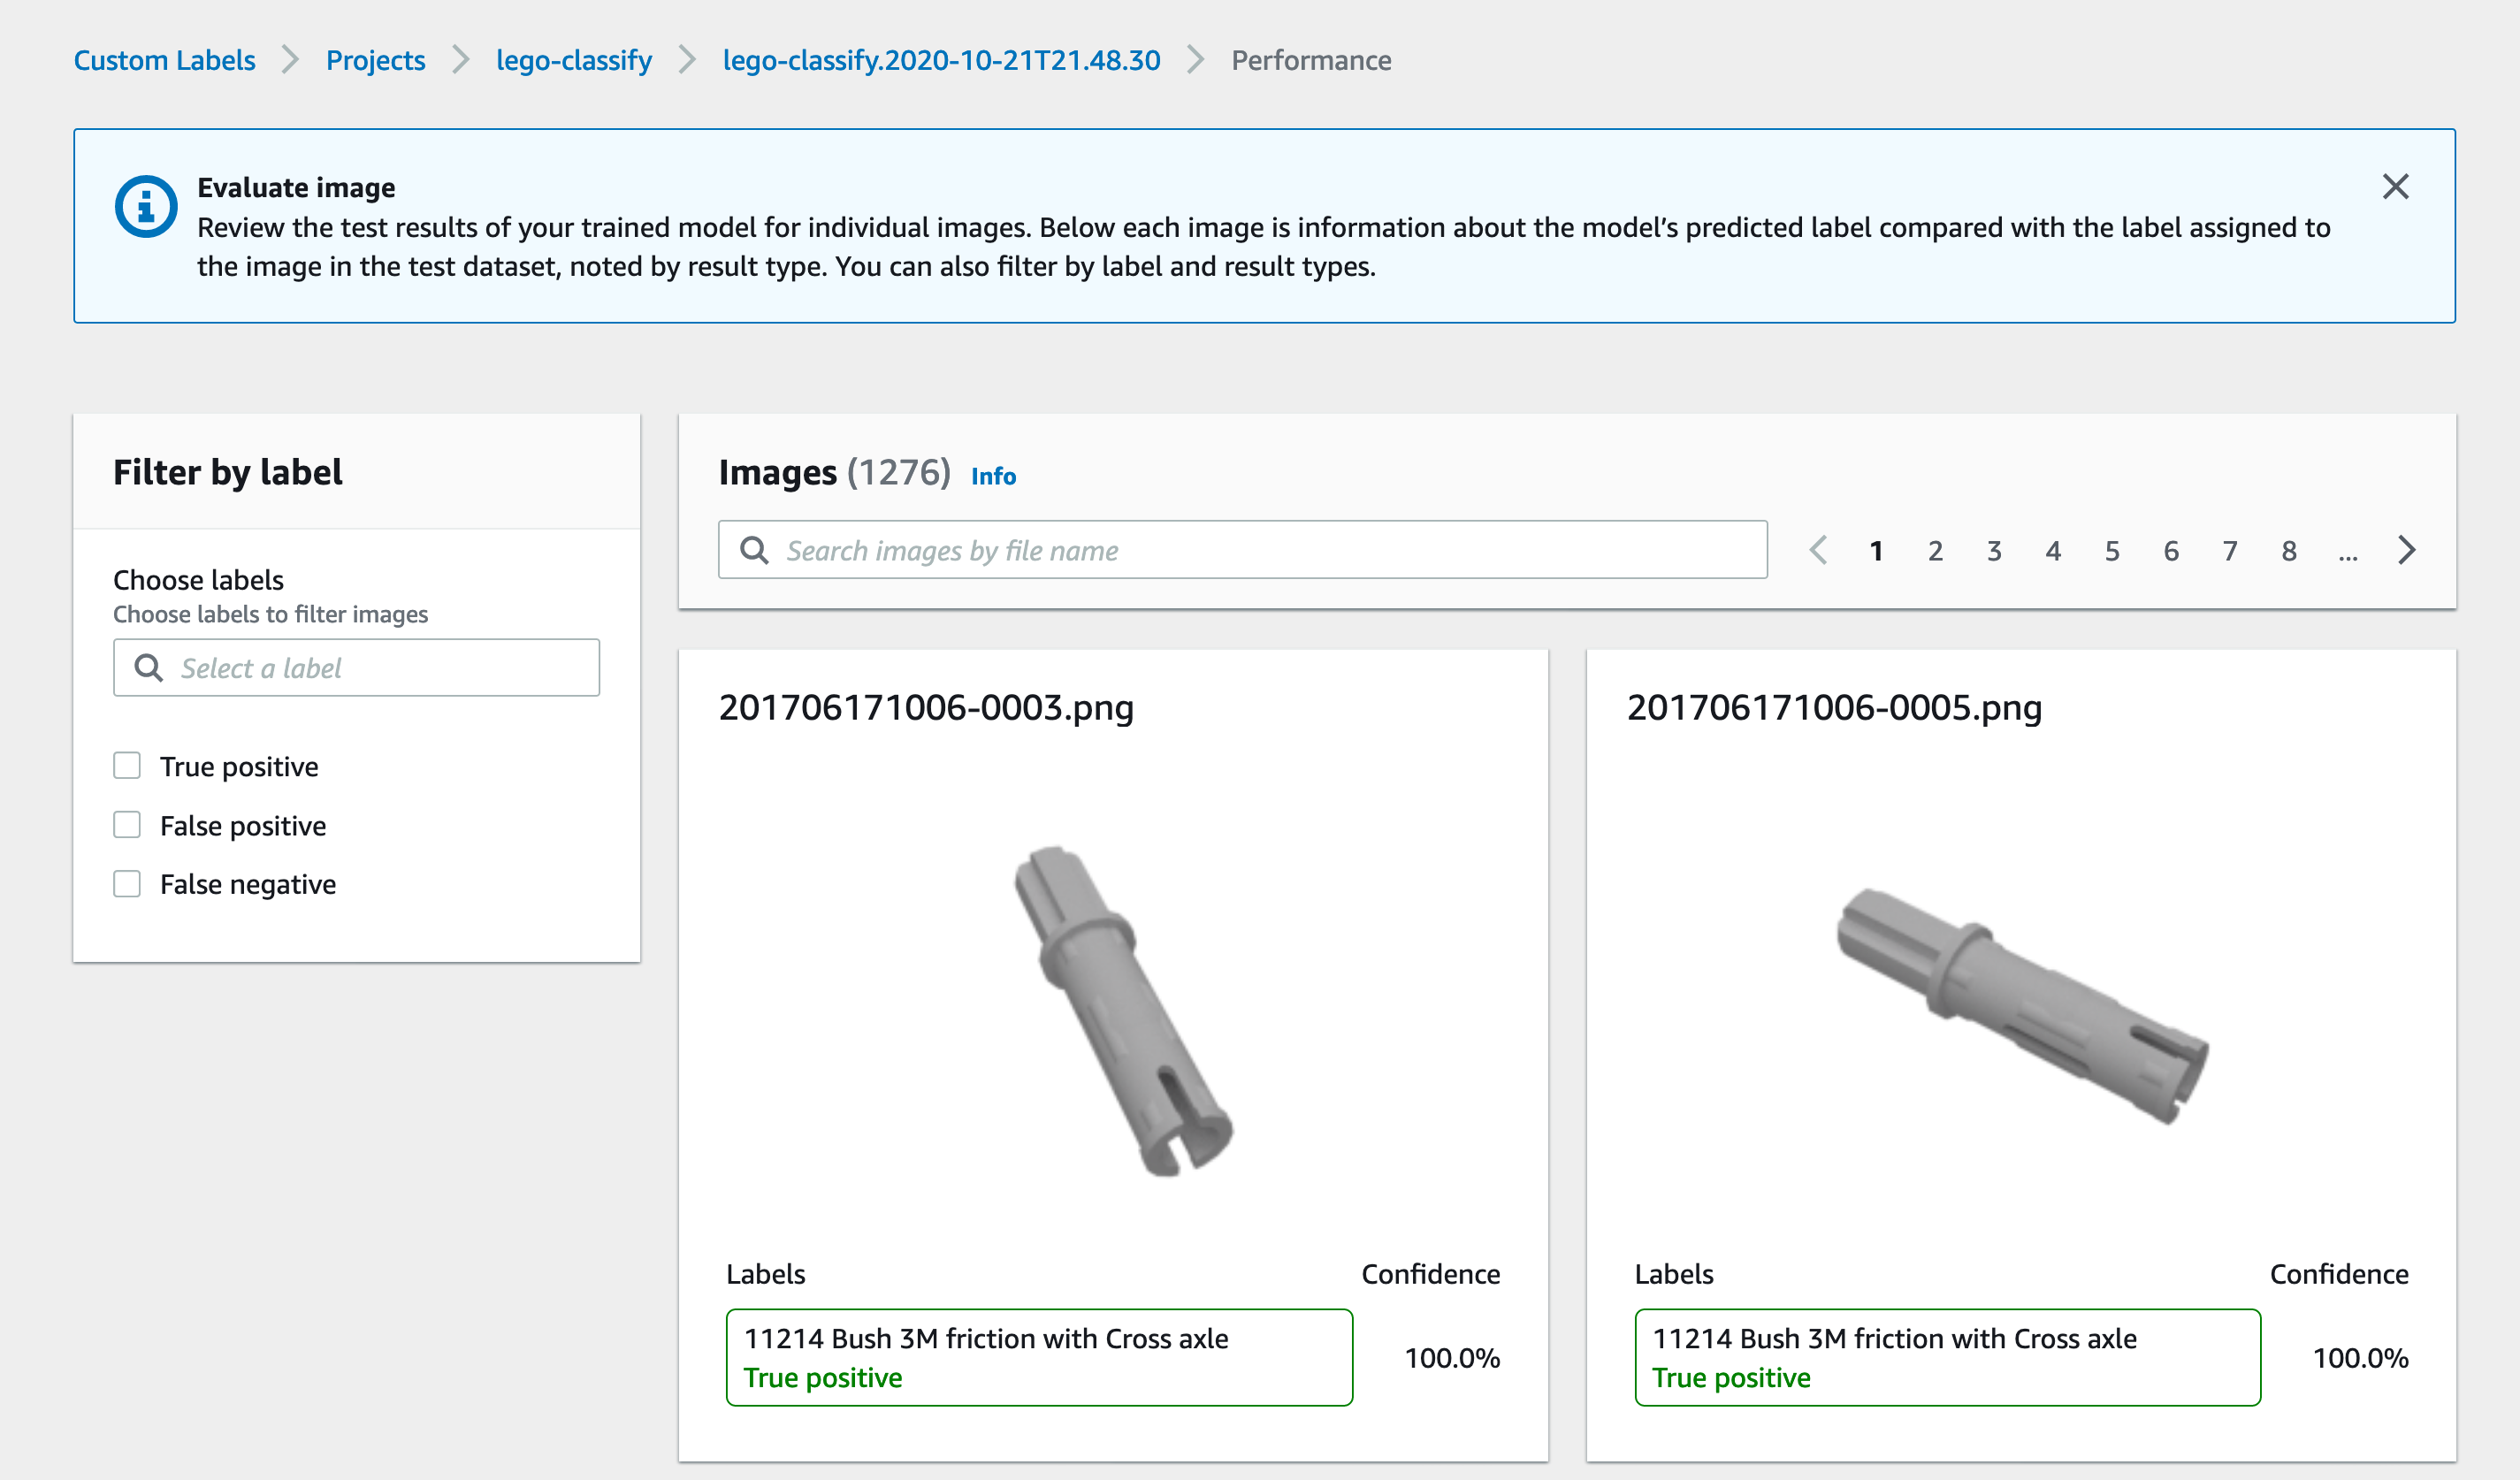 Custom Labels > Projects > lego-classify > lego-classify.2020-10-21T21.48.30 > Performance
Evaluate image
Review the test results of your trained model for individual images. Below each image is information about the model’s predicted label compared with the label assigned to
the image in the test dataset, noted by result type. You can also filter by label and result types.
Filter by label
Choose labels
Choose labels to filter images
Select a label
True positive
False positive
False negative
Images (1276) Info
Search images by file name
1 2 3 4 5 6 7 8 ...
201706171006-0003.png
Labels Confidence
11214 Bush 3M friction with Cross axle
True positive
100.0%
201706171006-0005.png
Labels Confidence
11214 Bush 3M friction with Cross axle
True positive
100.0%